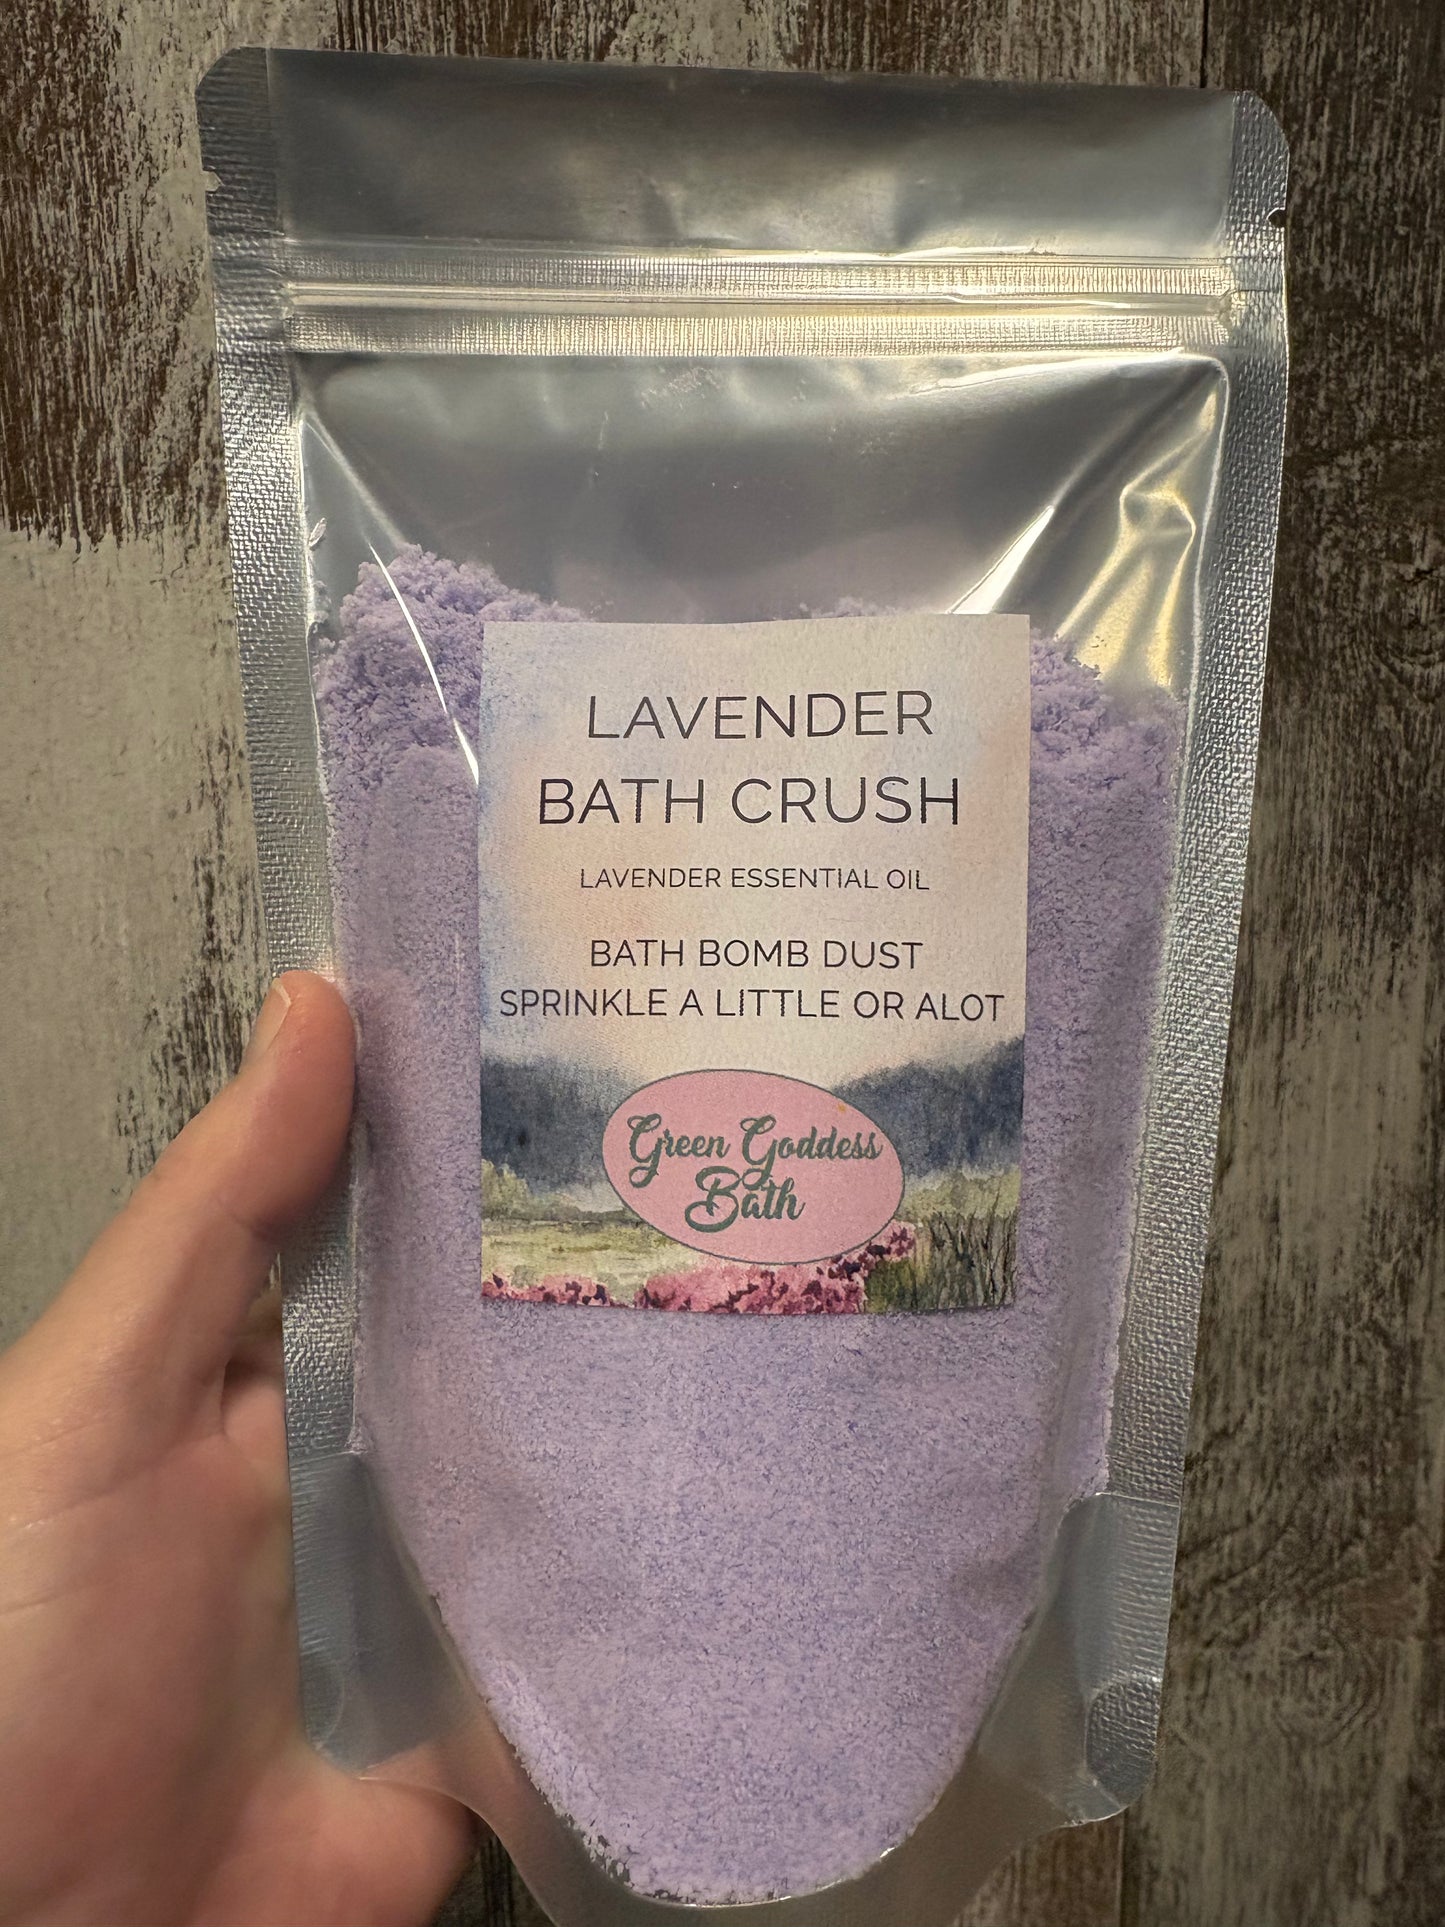 LAVENDER
BATH CRUSH
LAVENDER ESSENTIAL OIL
BATH BOMB DUST
SPRINKLE A LITTLE OR ALOT
Green Goddess
Bath